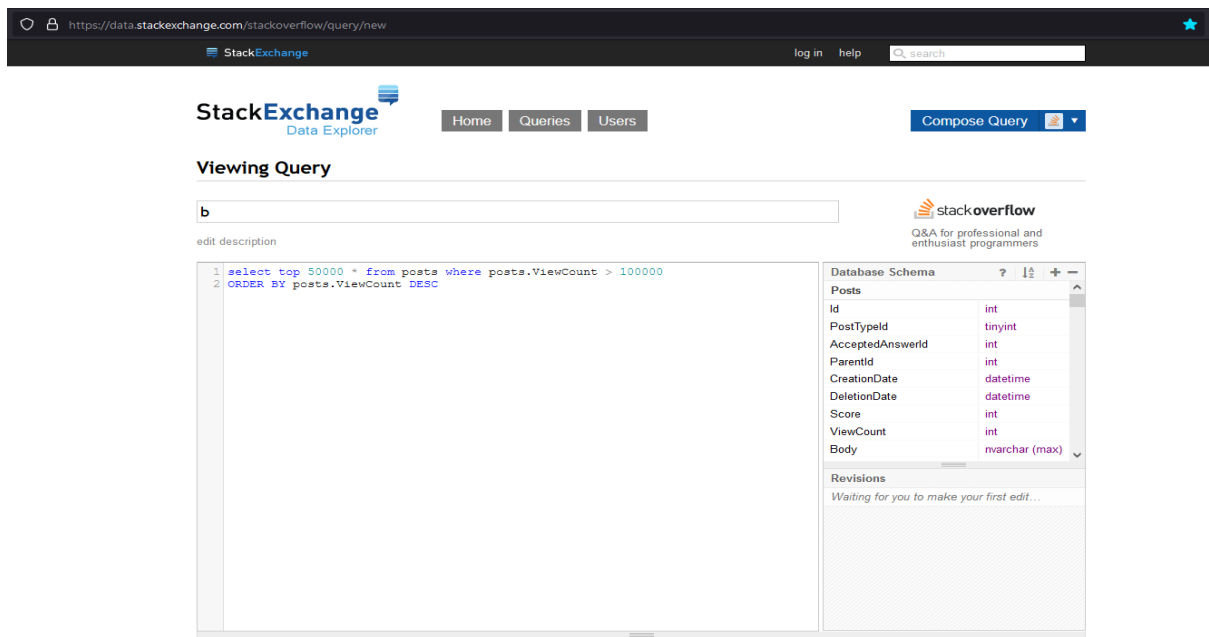 https://data.stackexchange.com/stackoverflow/query/new
StackExchange
log in help search
StackExchange
Data Explorer
Home Queries Users
Compose Query
Viewing Query
b
edit description
stackoverflow
Q&A for professional and
enthusiast programmers
1 select top 50000 * from posts where posts.ViewCount > 100000
2 ORDER BY posts.ViewCount DESC
Database Schema ?
Posts
Id int
PostTypeId tinyint
AcceptedAnswerId int
ParentId int
CreationDate datetime
DeletionDate datetime
Score int
ViewCount int
Body nvarchar (max)
Revisions
Waiting for you to make your first edit…